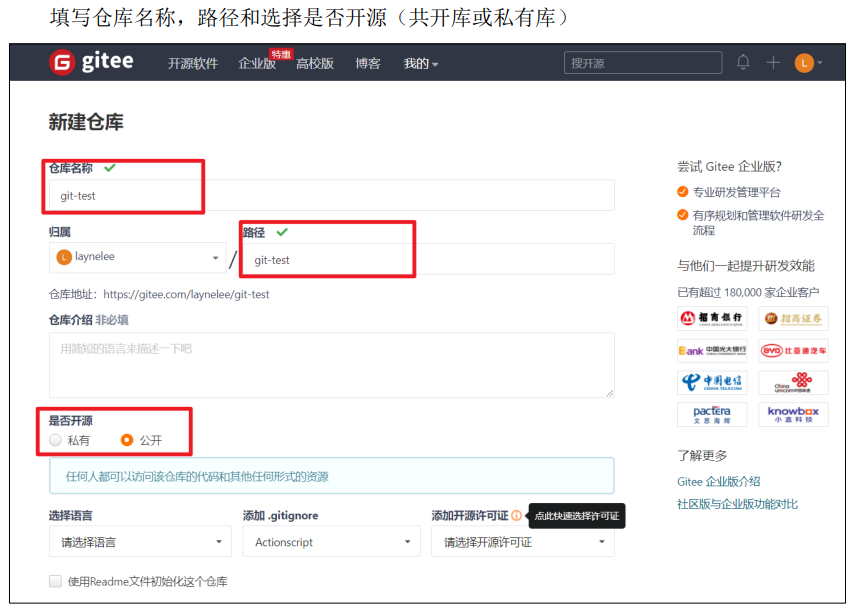 填写仓库名称，路径和选择是否开源（共开库或私有库）
gitee 开源软件 企业版 特惠 高校版 博客 我的 搜开源 L
新建仓库
仓库名称
git-test
归属 路径
L laynelee / git-test
仓库地址：https://gitee.com/laynelee/git-test
仓库介绍 非必填
用简短的语言来描述一下吧
是否开源
私有 公开
任何人都可以访问该仓库的代码和其他任何形式的资源
选择语言 添加 .gitignore 添加开源许可证 点此快速选择许可证
请选择语言 Actionscript 请选择开源许可证
使用Readme文件初始化这个仓库
尝试 Gitee 企业版?
专业研发管理平台
有序规划和管理软件研发全
流程
与他们一起提升研发效能
已有超过 180,000 家企业客户
招商银行 招商证券
Bank 中国光大银行 BYD 比亚迪汽车
中国电信 CHINA TELECOM China unicom中国联通
pactera 文思海辉 knowbox 小盒科技
了解更多
Gitee 企业版介绍
社区版与企业版功能对比